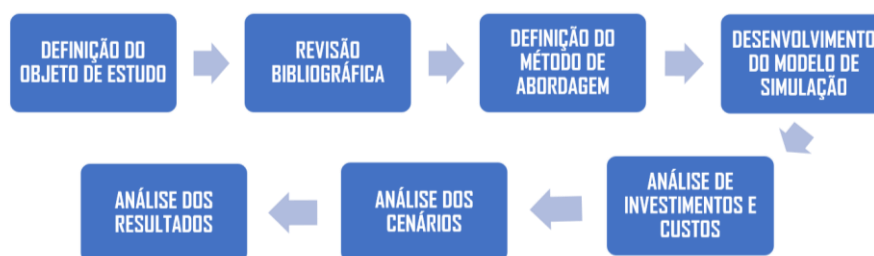 DEFINIÇÃO DO
OBJETO DE ESTUDO
REVISÃO
BIBLIOGRÁFICA
DEFINIÇÃO DO
MÉTODO DE
ABORDAGEM
DESENVOLVIMENTO
DO MODELO DE
SIMULAÇÃO
ANÁLISE DE
INVESTIMENTOS E
CUSTOS
ANÁLISE DOS
CENÁRIOS
ANÁLISE DOS
RESULTADOS